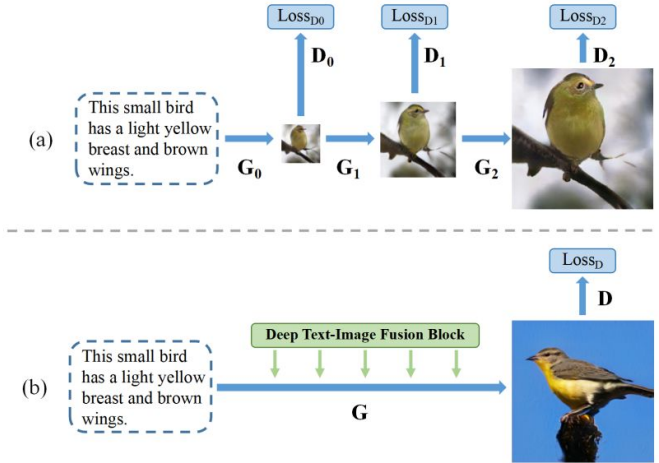 Loss_D0 Loss_D1 Loss_D2
D_0 D_1 D_2
(a)
This small bird
has a light yellow
breast and brown
wings.
G_0 G_1 G_2
Loss_D
D
Deep Text-Image Fusion Block
(b)
This small bird
has a light yellow
breast and brown
wings.
G